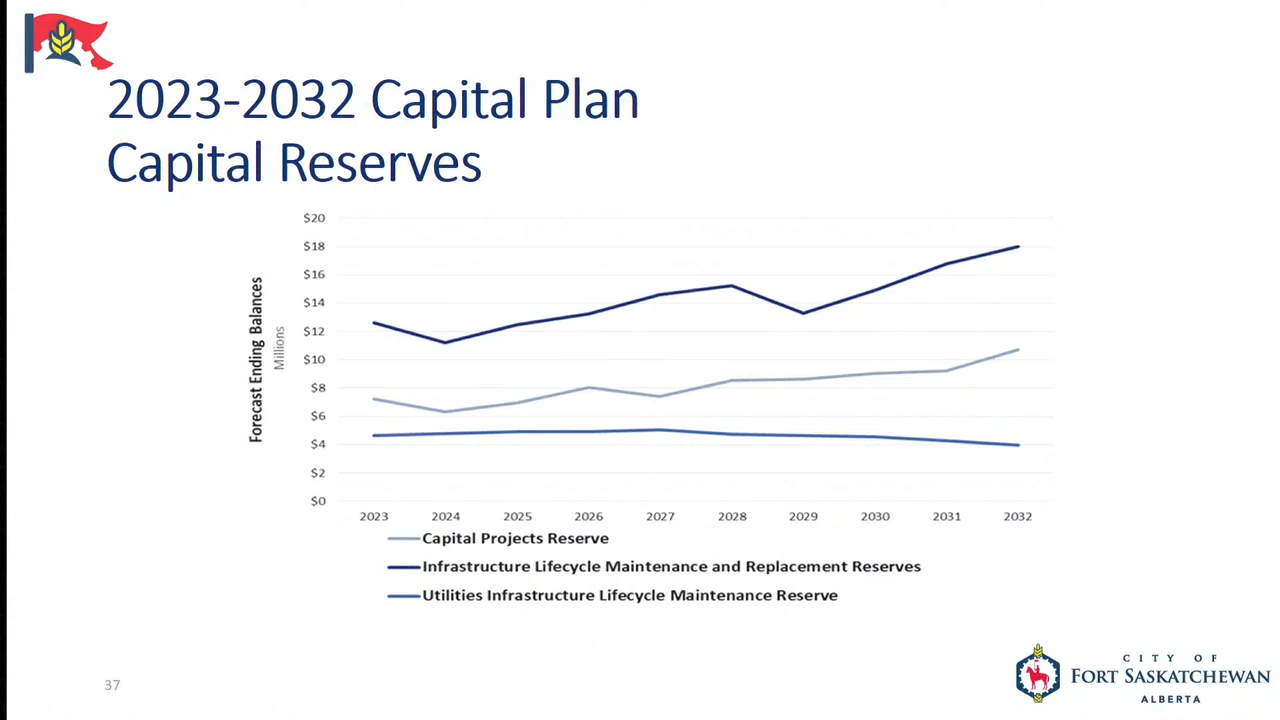 2023-2032 Capital Plan
Capital Reserves
Forecast Ending Balances
Millions
$20
$18
$16
$14
$12
$10
$8
$6
$4
$2
$0
2023 2024 2025 2026 2027 2028 2029 2030 2031 2032
Capital Projects Reserve
Infrastructure Lifecycle Maintenance and Replacement Reserves
Utilities Infrastructure Lifecycle Maintenance Reserve
37
CITY OF
FORT SASKATCHEWAN
ALBERTA